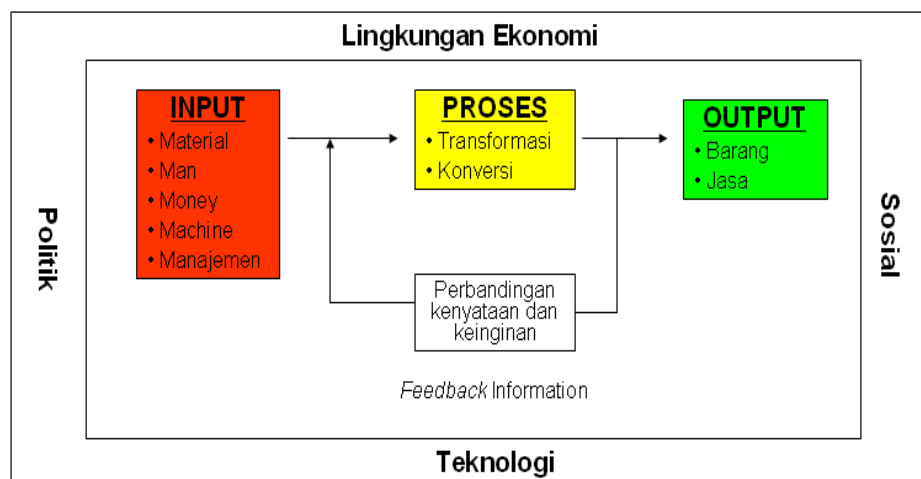 Lingkungan Ekonomi
INPUT
• Material
• Man
• Money
• Machine
• Manajemen
PROSES
• Transformasi
• Konversi
OUTPUT
• Barang
• Jasa
Politik
Sosial
Perbandingan
kenyataan dan
keinginan
Feedback Information
Teknologi